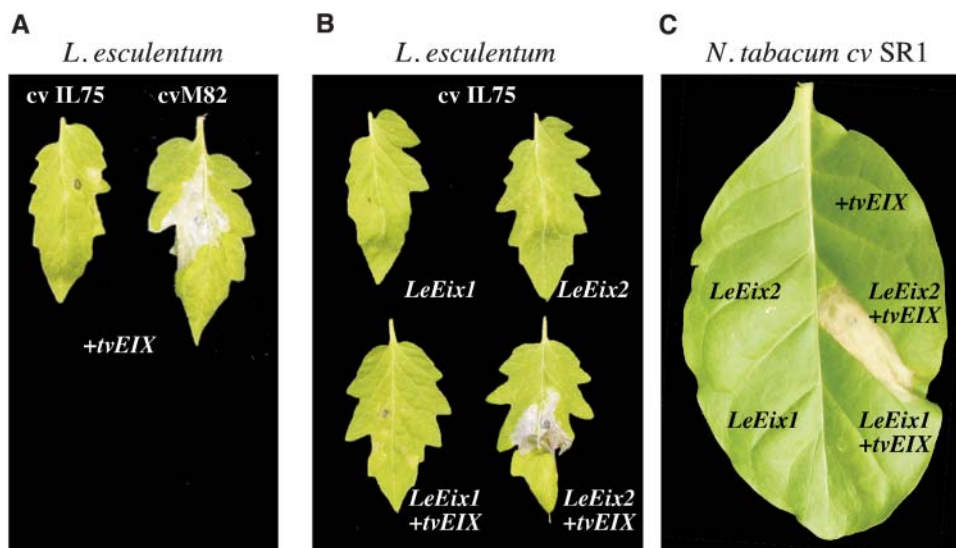 A
L. esculentum
cv IL75
cvM82
+tvEIX
B
L. esculentum
cv IL75
LeEix1
LeEix2
LeEix1
+tvEIX
LeEix2
+tvEIX
C
N. tabacum cv SR1
+tvEIX
LeEix2
LeEix2
+tvEIX
LeEix1
LeEix1
+tvEIX